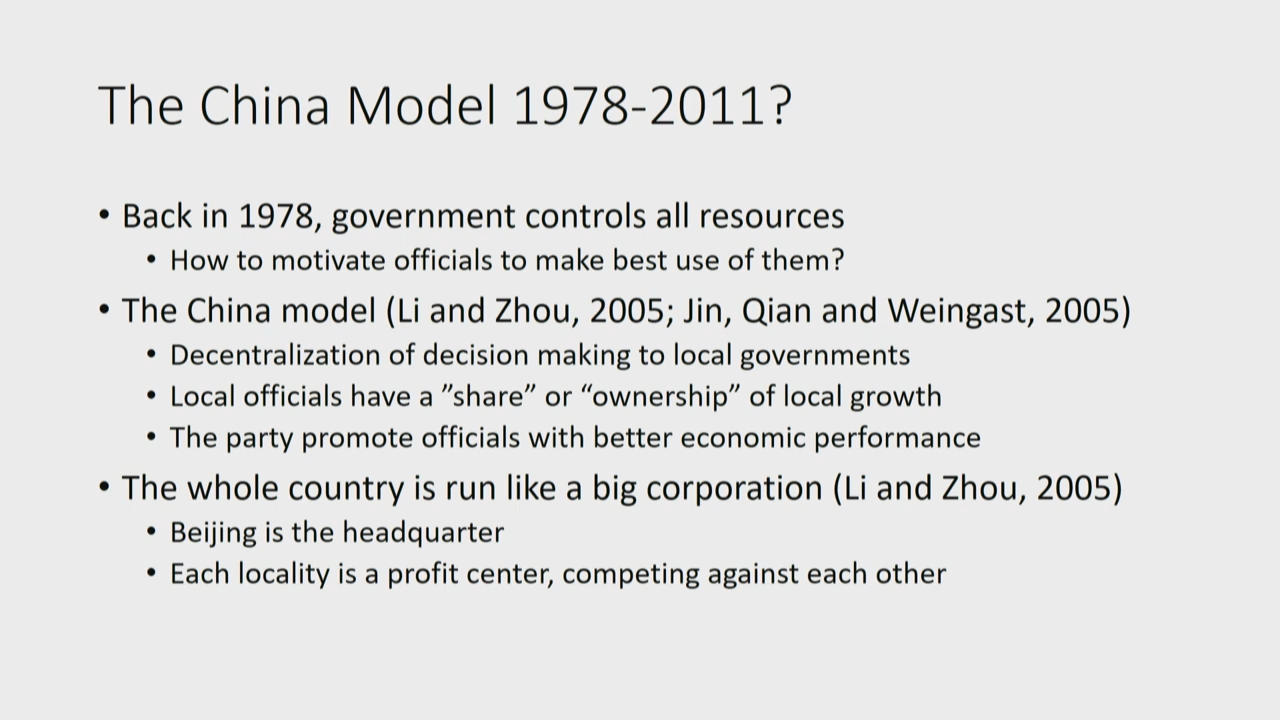 The China Model 1978-2011?
• Back in 1978, government controls all resources
• How to motivate officials to make best use of them?
• The China model (Li and Zhou, 2005; Jin, Qian and Weingast, 2005)
• Decentralization of decision making to local governments
• Local officials have a ”share” or “ownership” of local growth
• The party promote officials with better economic performance
• The whole country is run like a big corporation (Li and Zhou, 2005)
• Beijing is the headquarter
• Each locality is a profit center, competing against each other